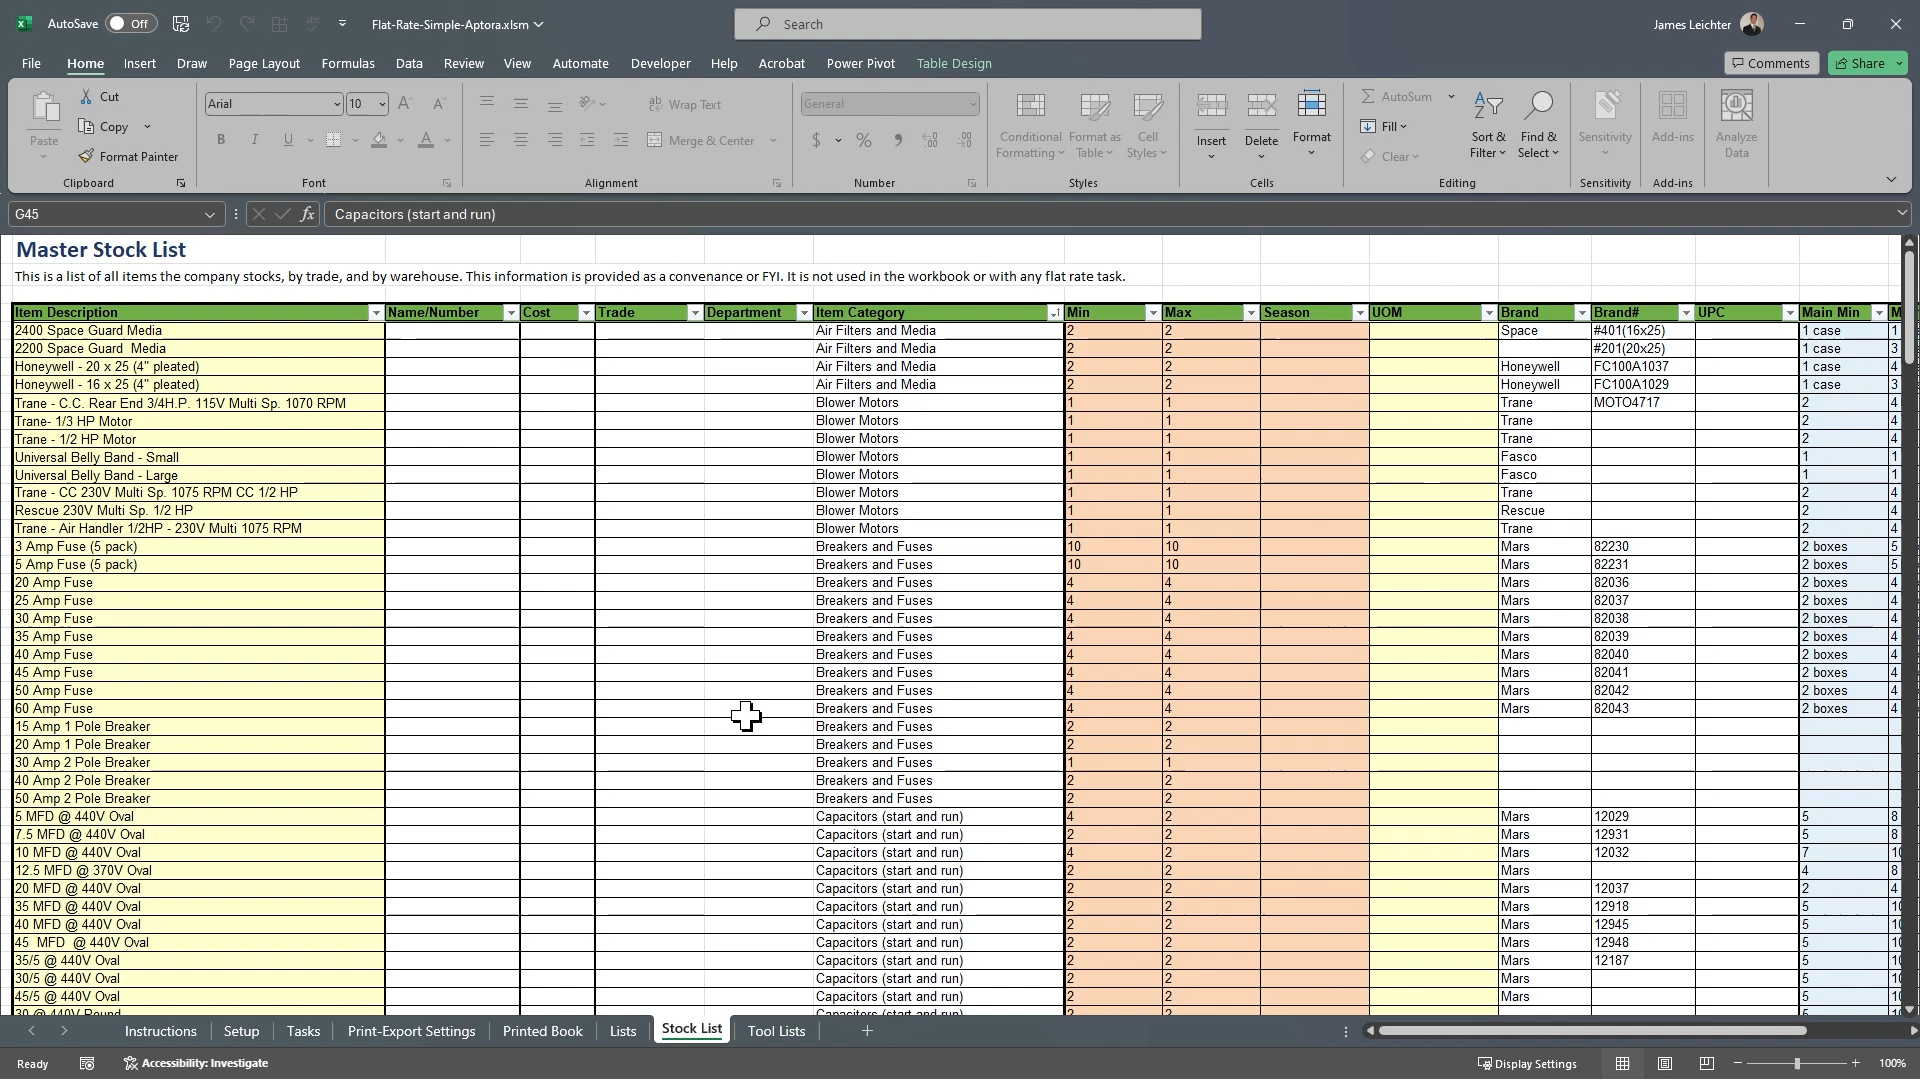 AutoSave Off Flat-Rate-Simple-Aptora.xlsm Search James Leichter
File Home Insert Draw Page Layout Formulas Data Review View Automate Developer Help Acrobat Power Pivot Table Design Comments Share
Paste Cut Copy Format Painter Clipboard
Arial 10 B I U A Font
ab Wrap Text Merge & Center Alignment
General $ % Number
Conditional Formatting Format as Table Cell Styles Styles
Insert Delete Format Cells
AutoSum Fill Clear Sort & Filter Find & Select Editing
Sensitivity Sensitivity
Add-ins Add-ins
Analyze Data
G45 fx Capacitors (start and run)
Master Stock List
This is a list of all items the company stocks, by trade, and by warehouse. This information is provided as a convenance or FYI. It is not used in the workbook or with any flat rate task.
Item Description Name/Number Cost Trade Department Item Category Min Max Season UOM Brand Brand# UPC Main Min M
2400 Space Guard Media Air Filters and Media 2 2 Space #401(16x25) 1 case 1
2200 Space Guard  Media Air Filters and Media 2 2 #201(20x25) 1 case 3
Honeywell - 20 x 25 (4" pleated) Air Filters and Media 2 2 Honeywell FC100A1037 1 case 4
Honeywell - 16 x 25 (4" pleated) Air Filters and Media 2 2 Honeywell FC100A1029 1 case 3
Trane - C.C. Rear End 3/4H.P. 115V Multi Sp. 1070 RPM Blower Motors 1 1 Trane MOTO4717 2 4
Trane- 1/3 HP Motor Blower Motors 1 1 Trane 2 4
Trane - 1/2 HP Motor Blower Motors 1 1 Trane 2 4
Universal Belly Band - Small Blower Motors 1 1 Fasco 1 1
Universal Belly Band - Large Blower Motors 1 1 Fasco 1 1
Trane - CC 230V Multi Sp. 1075 RPM CC 1/2 HP Blower Motors 1 1 Trane 2 4
Rescue 230V Multi Sp. 1/2 HP Blower Motors 1 1 Rescue 2 4
Trane - Air Handler 1/2HP - 230V Multi 1075 RPM Blower Motors 1 1 Trane 2 4
3 Amp Fuse (5 pack) Breakers and Fuses 10 10 Mars 82230 2 boxes 5
5 Amp Fuse (5 pack) Breakers and Fuses 10 10 Mars 82231 2 boxes 5
20 Amp Fuse Breakers and Fuses 4 4 Mars 82036 2 boxes 4
25 Amp Fuse Breakers and Fuses 4 4 Mars 82037 2 boxes 4
30 Amp Fuse Breakers and Fuses 4 4 Mars 82038 2 boxes 4
35 Amp Fuse Breakers and Fuses 4 4 Mars 82039 2 boxes 4
40 Amp Fuse Breakers and Fuses 4 4 Mars 82040 2 boxes 4
45 Amp Fuse Breakers and Fuses 4 4 Mars 82041 2 boxes 4
50 Amp Fuse Breakers and Fuses 4 4 Mars 82042 2 boxes 4
60 Amp Fuse Breakers and Fuses 4 4 Mars 82043 2 boxes 4
15 Amp 1 Pole Breaker Breakers and Fuses 2 2
20 Amp 1 Pole Breaker Breakers and Fuses 2 2
30 Amp 2 Pole Breaker Breakers and Fuses 1 1
40 Amp 2 Pole Breaker Breakers and Fuses 2 2
50 Amp 2 Pole Breaker Breakers and Fuses 2 2
5 MFD @ 440V Oval Capacitors (start and run) 4 2 Mars 12029 5 8
7.5 MFD @ 440V Oval Capacitors (start and run) 2 2 Mars 12931 5 8
10 MFD @ 440V Oval Capacitors (start and run) 4 2 Mars 12032 7 10
12.5 MFD @ 370V Oval Capacitors (start and run) 2 2 Mars 4 8
20 MFD @ 440V Oval Capacitors (start and run) 2 2 Mars 12037 2 4
35 MFD @ 440V Oval Capacitors (start and run) 2 2 Mars 12918 5 10
40 MFD @ 440V Oval Capacitors (start and run) 2 2 Mars 12945 5 10
45  MFD  @ 440V Oval Capacitors (start and run) 2 2 Mars 12948 5 10
35/5 @ 440V Oval Capacitors (start and run) 2 2 Mars 12187 5 10
30/5 @ 440V Oval Capacitors (start and run) 2 2 Mars 5 10
45/5 @ 440V Oval Capacitors (start and run) 2 2 Mars 5 10
Instructions Setup Tasks Print-Export Settings Printed Book Lists Stock List Tool Lists
Ready Accessibility: Investigate Display Settings 100%